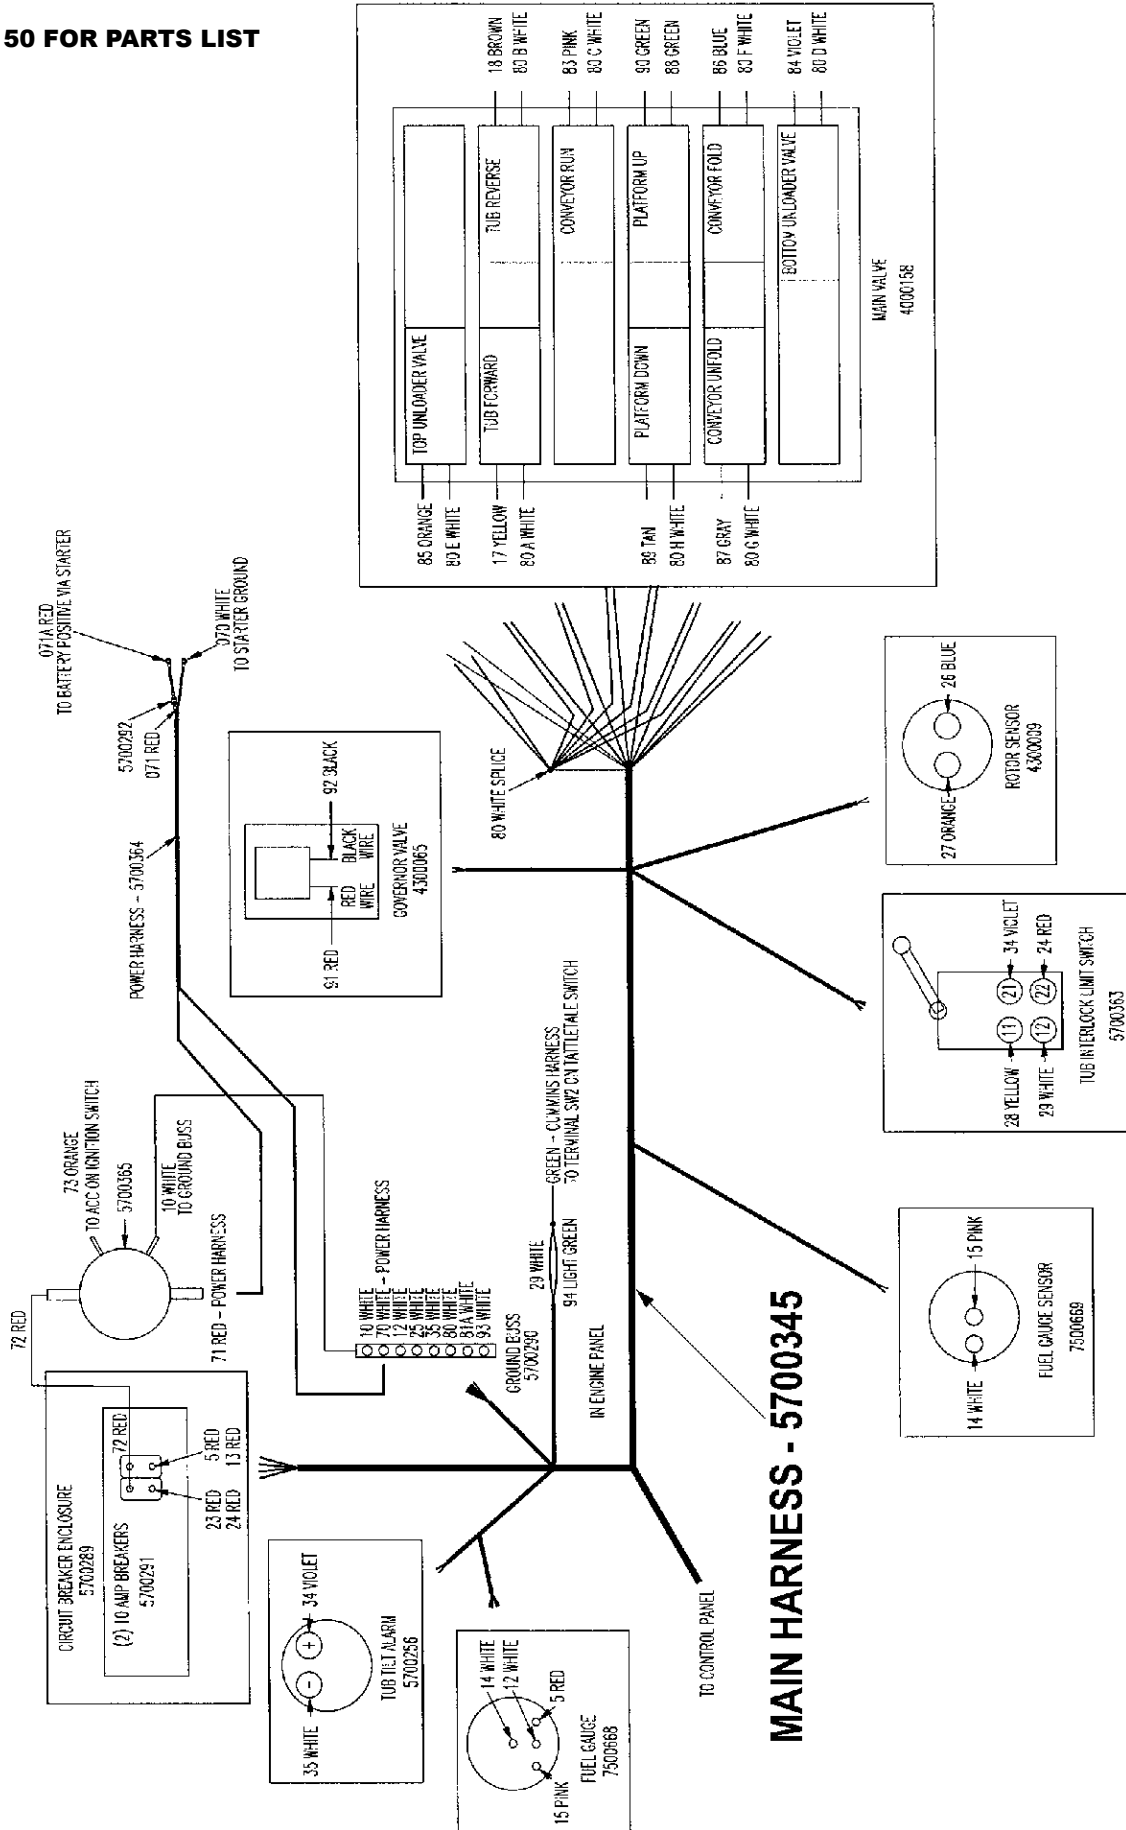 50 FOR PARTS LIST
CIRCUIT BREAKER ENCLOSURE
5700289
(2) 10 AMP BREAKERS
5700291
72 RED
5 RED
13 RED
23 RED
24 RED
72 RED
73 ORANGE
TO ACC ON IGNITION SWITCH
5700365
10 WHITE
TO GROUND BUSS
71 RED - POWER HARNESS
POWER HARNESS - 5700364
5700292
071 RED
071A RED
TO BATTERY POSITIVE VIA STARTER
070 WHITE
TO STARTER GROUND
10 WHITE
70 WHITE - POWER HARNESS
12 WHITE
25 WHITE
35 WHITE
80 WHITE
81A WHITE
93 WHITE
GROUND BUSS
5700290
TUB TILT ALARM
5700256
35 WHITE
-
+
34 VIOLET
FUEL GAUGE
7500668
14 WHITE
12 WHITE
5 RED
15 PINK
91 RED
RED
WIRE
BLACK
WIRE
92 BLACK
GOVERNOR VALVE
4300065
29 WHITE
94 LIGHT GREEN
GREEN - CUMMINS HARNESS
TO TERMINAL SW2 ON TATTLETALE SWITCH
IN ENGINE PANEL
TO CONTROL PANEL
80 WHITE SPLICE
MAIN HARNESS - 5700345
85 ORANGE
80 E WHITE
17 YELLOW
80 A WHITE
89 TAN
80 H WHITE
87 GRAY
80 G WHITE
TOP UNLOADER VALVE
TUB FORWARD
TUB REVERSE
CONVEYOR RUN
PLATFORM DOWN
PLATFORM UP
CONVEYOR UNFOLD
CONVEYOR FOLD
BOTTOM UNLOADER VALVE
18 BROWN
80 B WHITE
83 PINK
80 C WHITE
90 GREEN
88 GREEN
86 BLUE
80 F WHITE
84 VIOLET
80 D WHITE
MAIN VALVE
4000158
27 ORANGE
26 BLUE
ROTOR SENSOR
4300009
28 YELLOW
29 WHITE
11
12
21
22
34 VIOLET
24 RED
TUB INTERLOCK LIMIT SWITCH
5700363
14 WHITE
15 PINK
FUEL GAUGE SENSOR
7500669